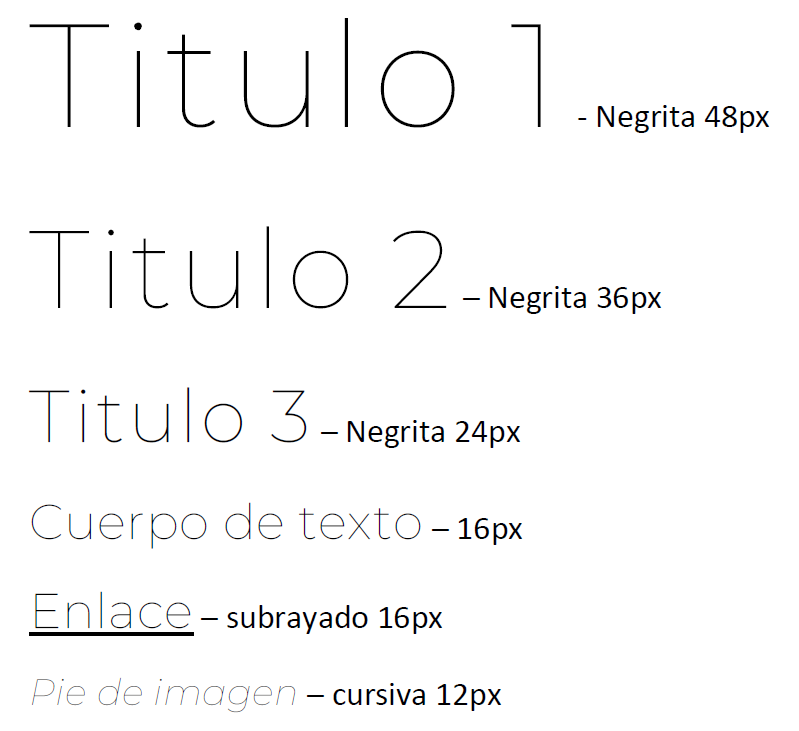 Titulo 1 - Negrita 48px
Titulo 2 – Negrita 36px
Titulo 3 – Negrita 24px
Cuerpo de texto – 16px
Enlace – subrayado 16px
Pie de imagen – cursiva 12px